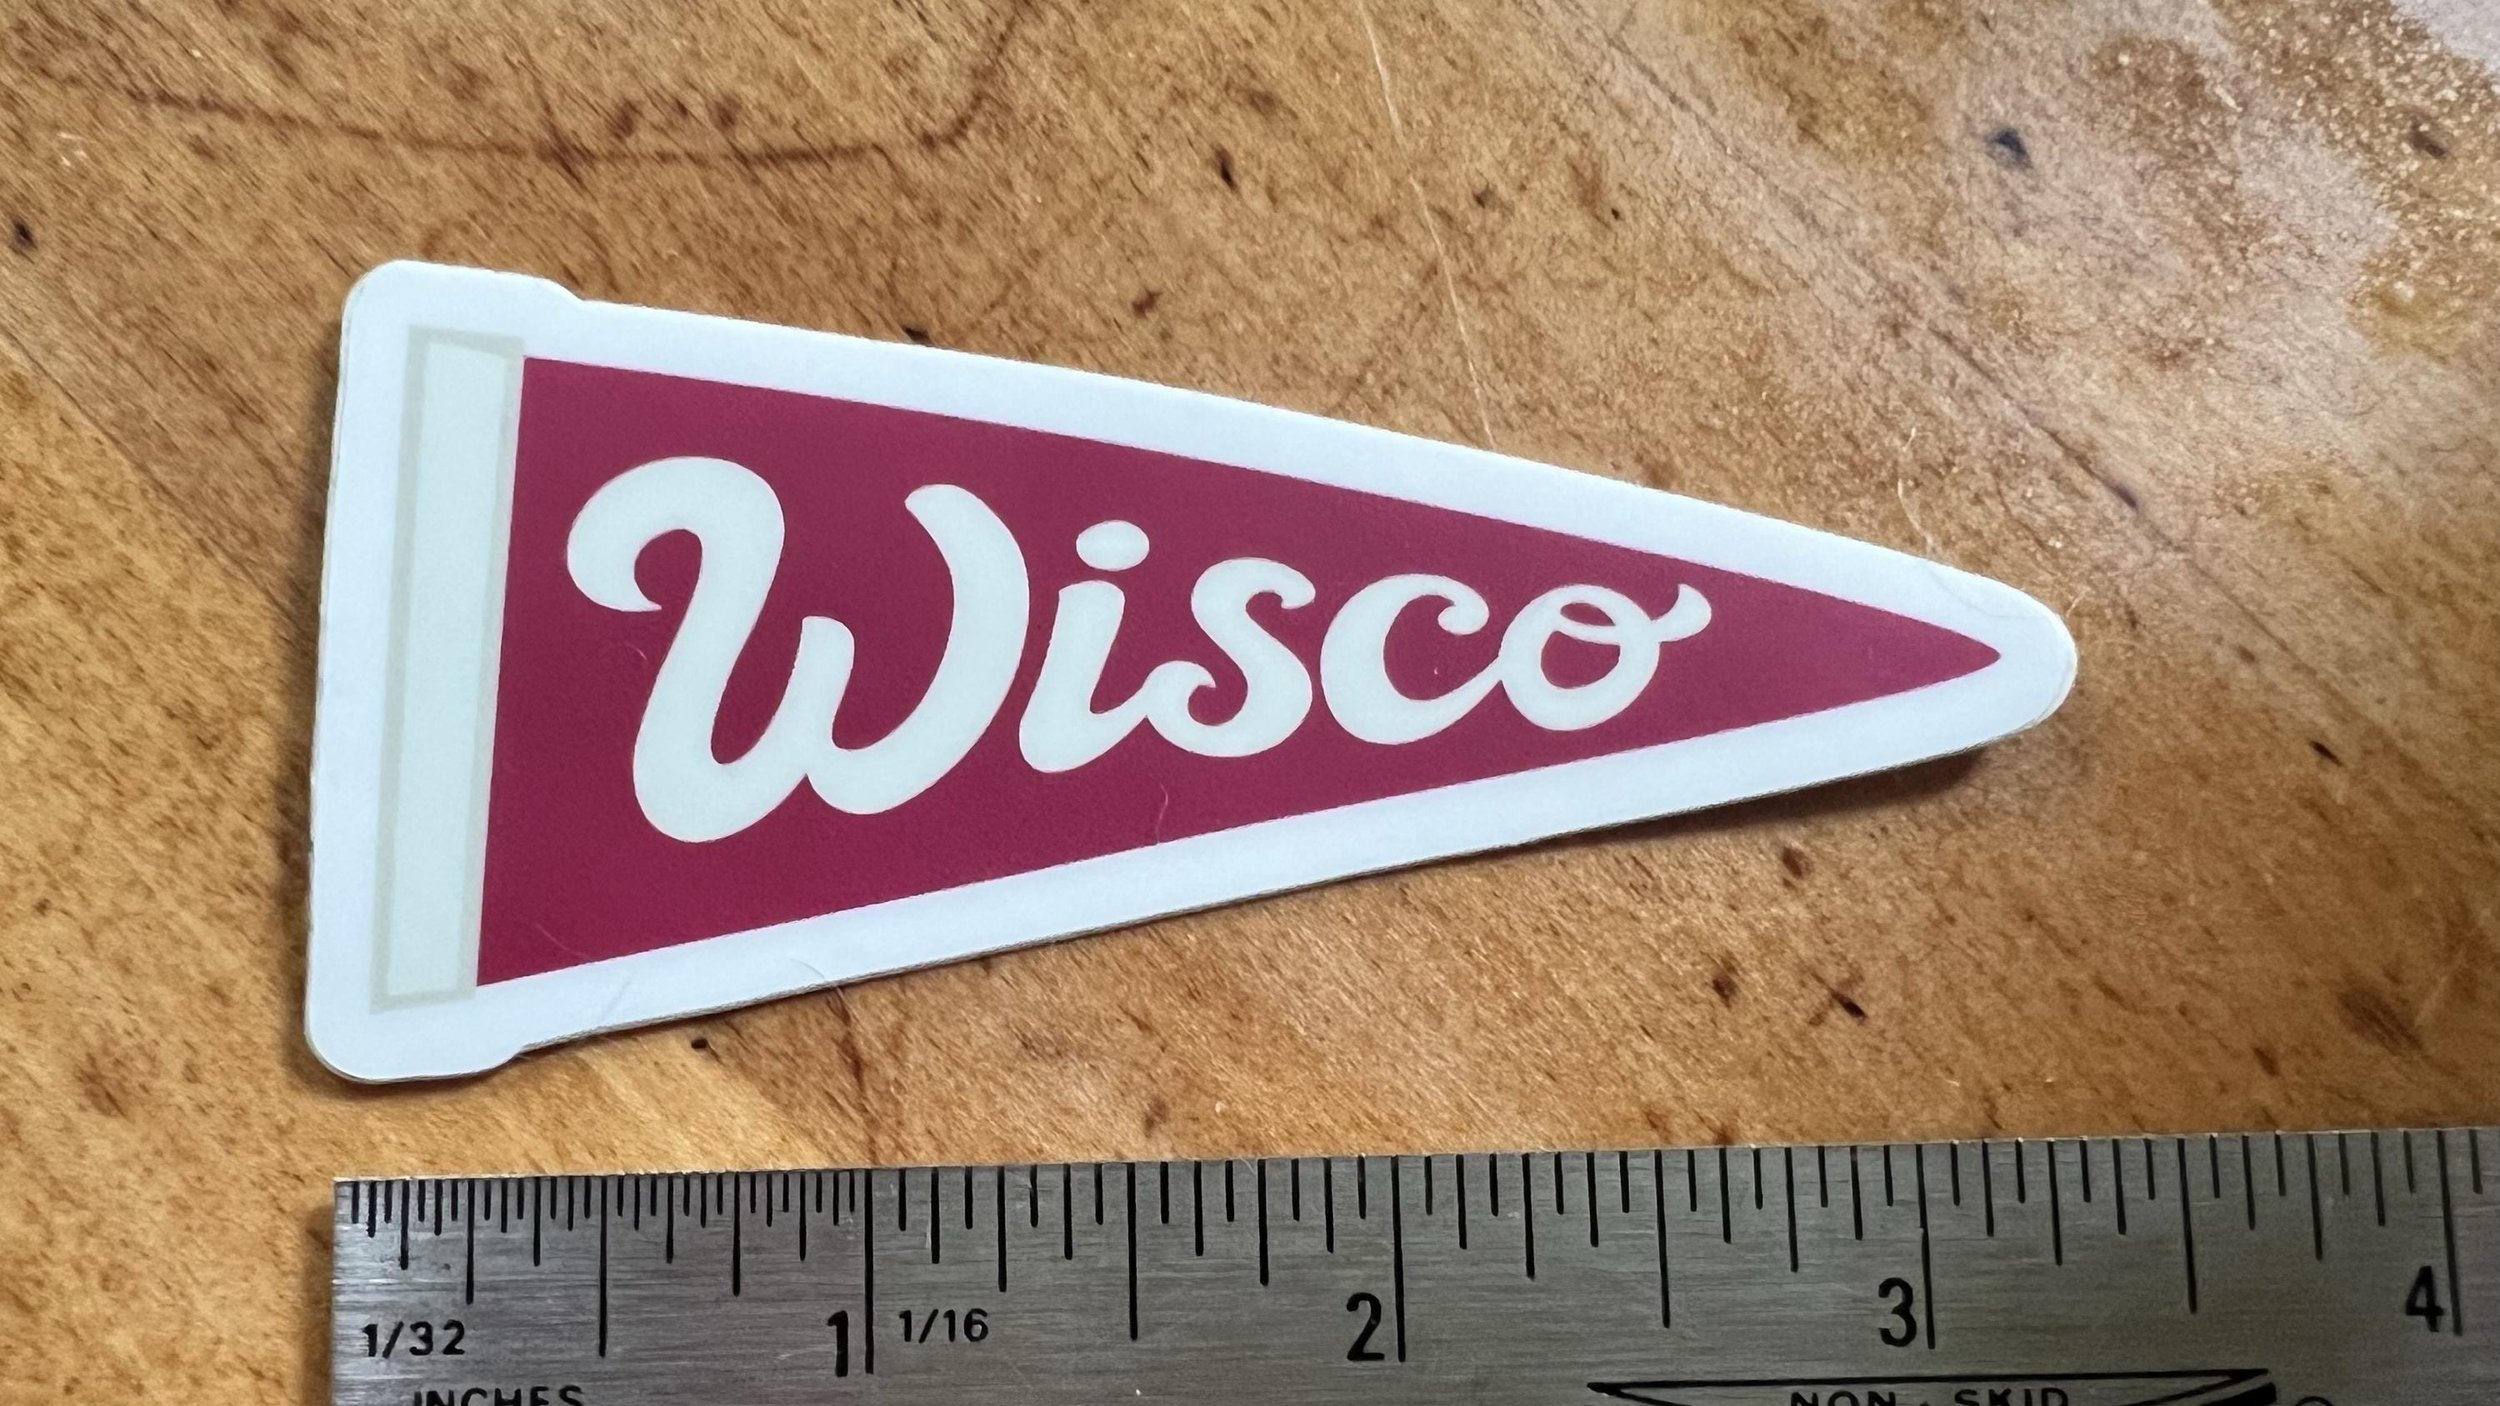 Wisco
1 2 3 4
1/32 1/16
INCHES NON-SKID